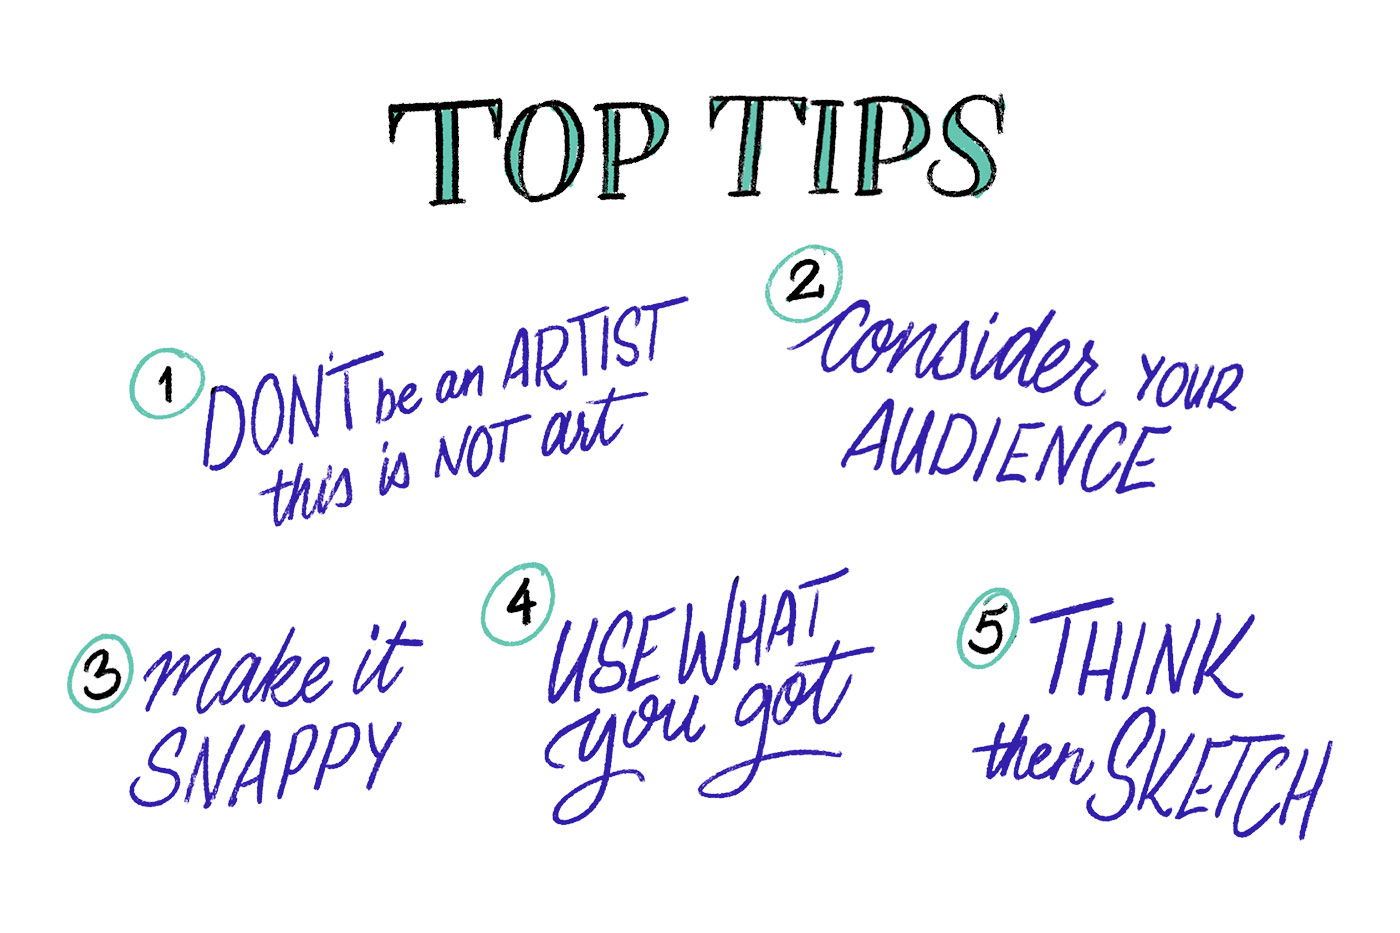 TOP TIPS
1 DON'T be an ARTIST
this is NOT art
2 Consider YOUR
AUDIENCE
3 make it
SNAPPY
4 USE WHAT
you got
5 THINK
then SKETCH